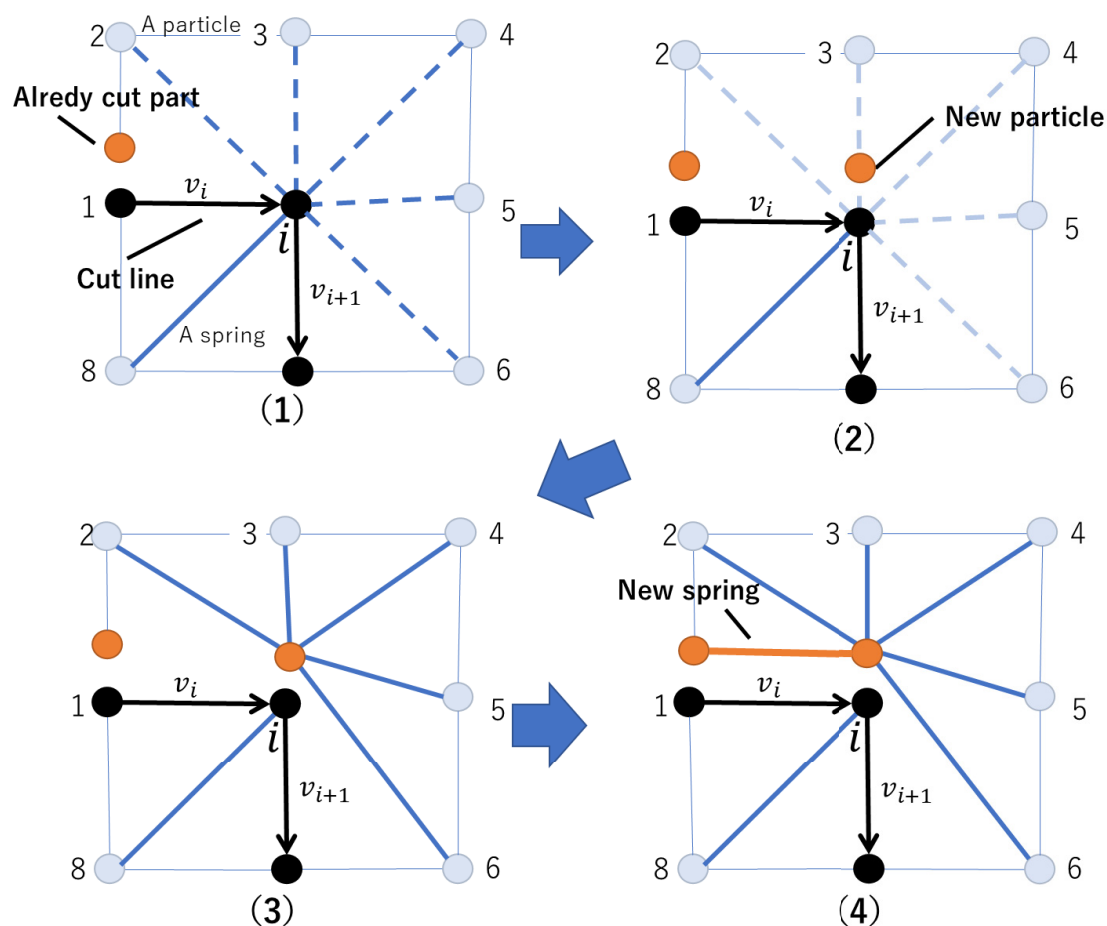 2 A particle 3 4
Alredy cut part
1 v_i 5
i
Cut line
v_{i+1}
A spring
8 6
(1)
2 3 4
New particle
1 v_i 5
i
v_{i+1}
8 6
(2)
2 3 4
1 v_i 5
i
v_{i+1}
8 6
(3)
2 3 4
New spring
1 v_i 5
i
v_{i+1}
8 6
(4)